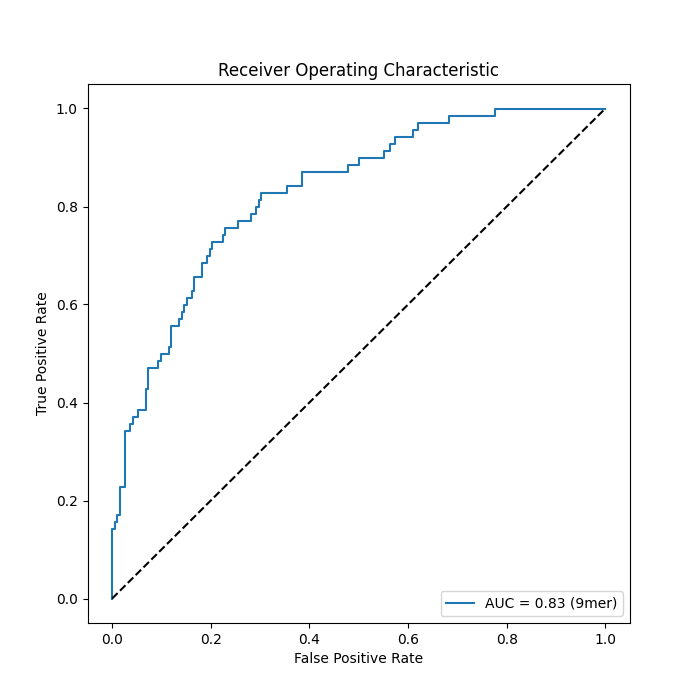 Receiver Operating Characteristic
True Positive Rate
1.0
0.8
0.6
0.4
0.2
0.0
AUC = 0.83 (9mer)
0.0 0.2 0.4 0.6 0.8 1.0
False Positive Rate